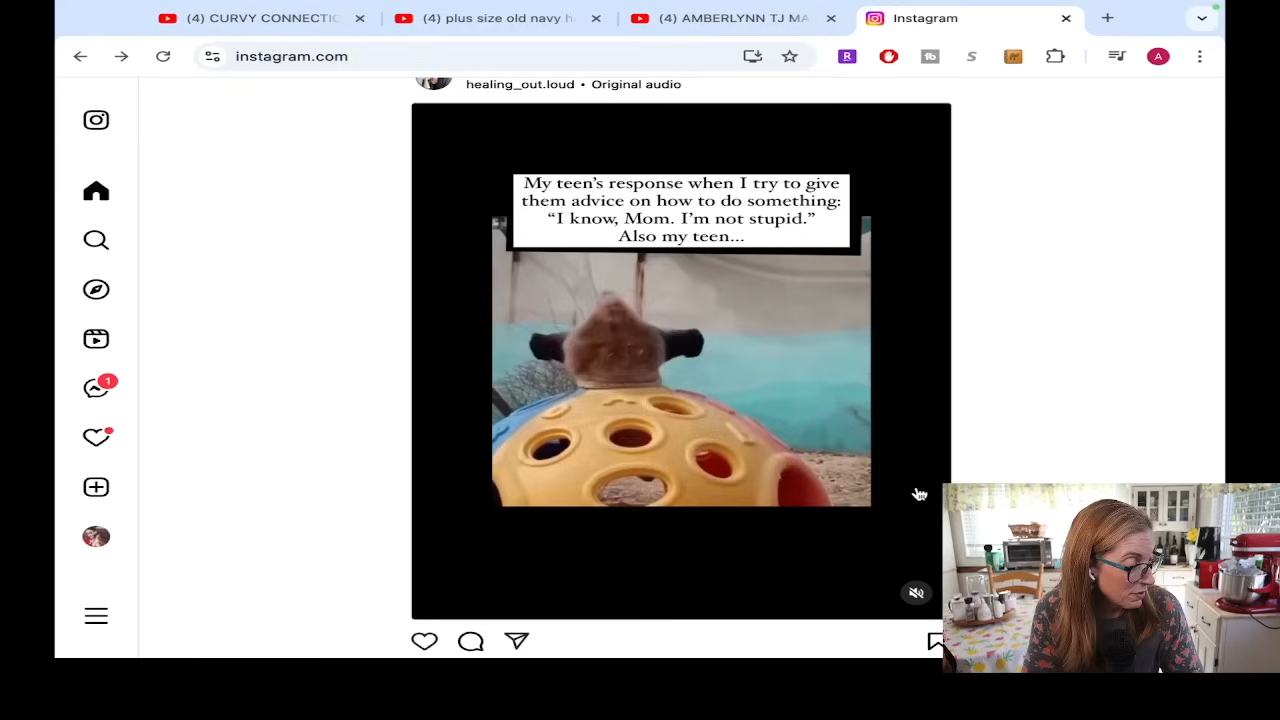 (4) CURVY CONNECTIC
(4) plus size old navy h
(4) AMBERLYNN TJ MA
Instagram
instagram.com
R
tb
S
A
healing_out.loud • Original audio
My teen's response when I try to give
them advice on how to do something:
“I know, Mom. I'm not stupid.”
Also my teen...
1